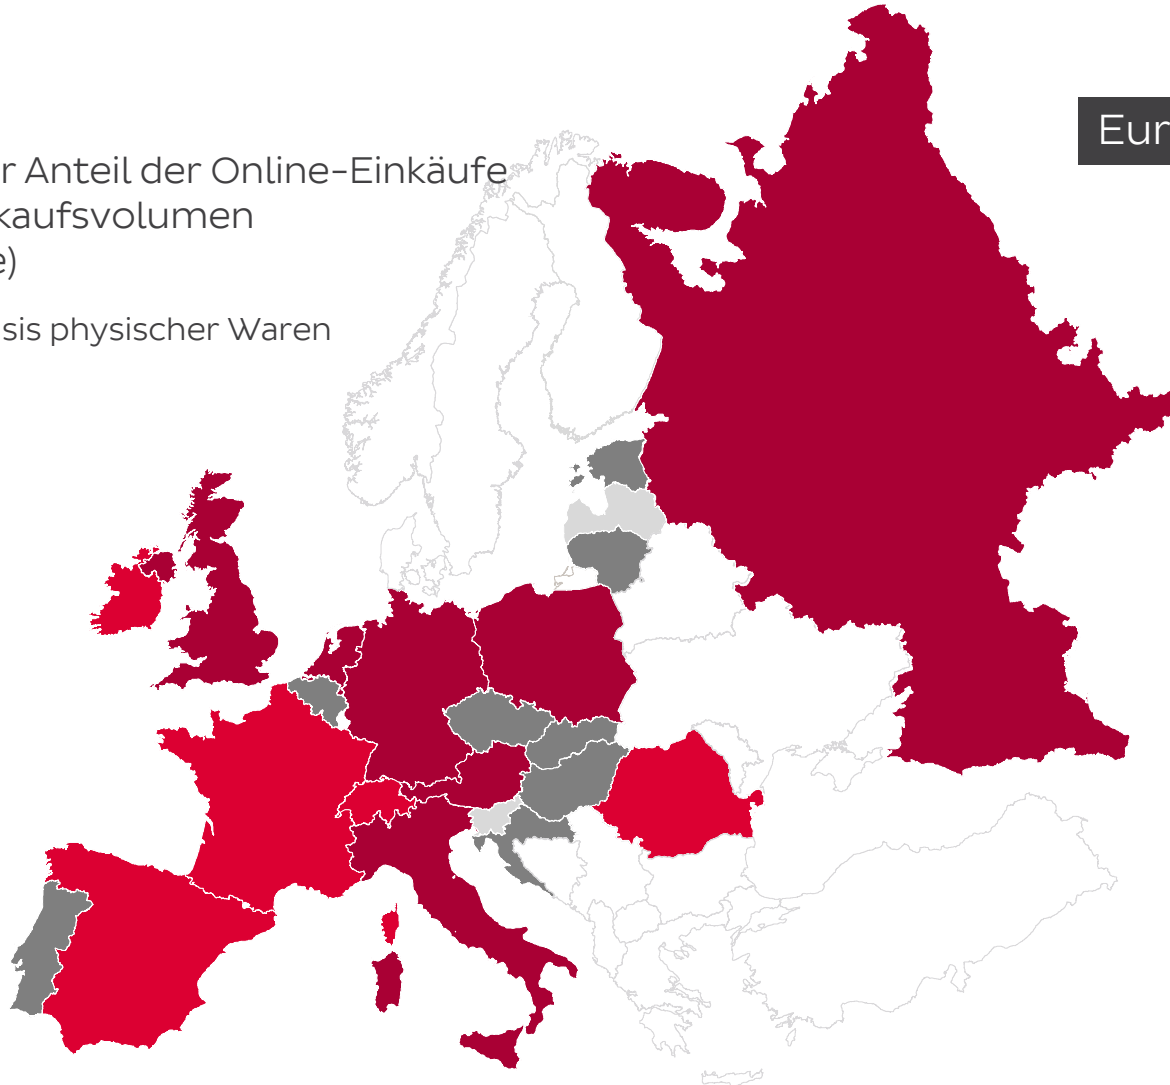 r Anteil der Online-Einkäufe
kaufsvolumen
e)
sis physischer Waren
Eur